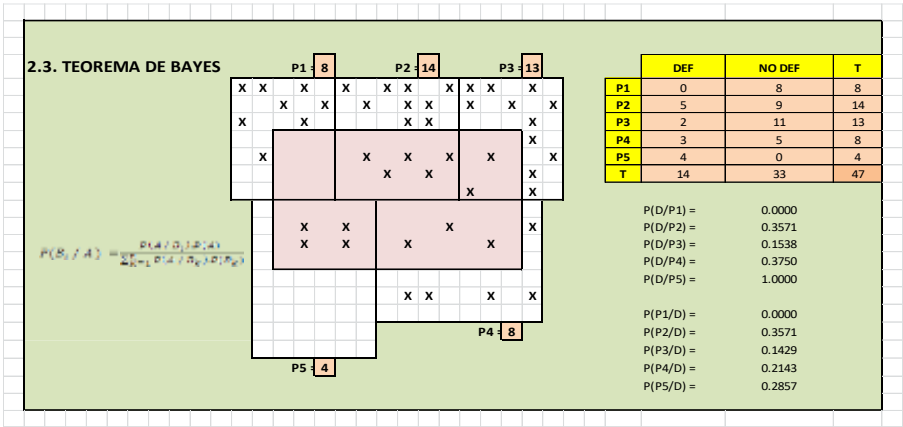 2.3. TEOREMA DE BAYES
P1 = 8 P2 = 14 P3 = 13
X X X X X X X X X X
X X X X X X X X
X X X X X
X
X X X X X X
X X X
X X
X X X X
X X X X
X X X X
P4 = 8
P5 = 4
P(Bᵢ / A) =
DEF NO DEF T
P1 0 8 8
P2 5 9 14
P3 2 11 13
P4 3 5 8
P5 4 0 4
T 14 33 47
P(D/P1) = 0.0000
P(D/P2) = 0.3571
P(D/P3) = 0.1538
P(D/P4) = 0.3750
P(D/P5) = 1.0000
P(P1/D) = 0.0000
P(P2/D) = 0.3571
P(P3/D) = 0.1429
P(P4/D) = 0.2143
P(P5/D) = 0.2857